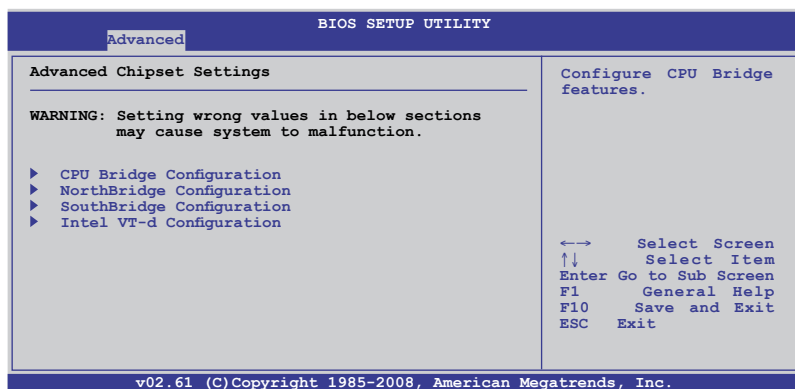 BIOS SETUP UTILITY
Advanced
Advanced Chipset Settings
WARNING: Setting wrong values in below sections
may cause system to malfunction.
CPU Bridge Configuration
NorthBridge Configuration
SouthBridge Configuration
Intel VT-d Configuration
Configure CPU Bridge
features.
←→ Select Screen
↑↓ Select Item
Enter Go to Sub Screen
F1 General Help
F10 Save and Exit
ESC Exit
v02.61 (C)Copyright 1985-2008, American Megatrends, Inc.